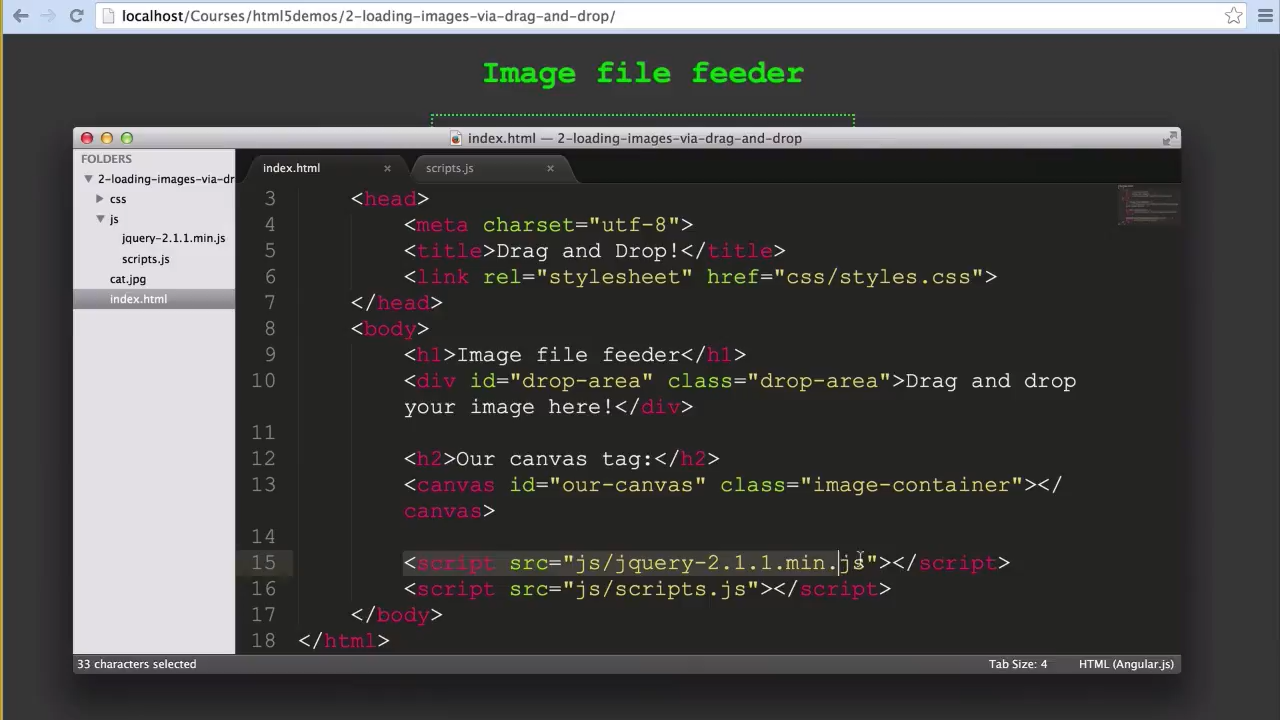 localhost/Courses/html5demos/2-loading-images-via-drag-and-drop/
Image file feeder
index.html — 2-loading-images-via-drag-and-drop
FOLDERS
2-loading-images-via-dr
css
js
jquery-2.1.1.min.js
scripts.js
cat.jpg
index.html
index.html
scripts.js
3 <head>
4 <meta charset="utf-8">
5 <title>Drag and Drop!</title>
6 <link rel="stylesheet" href="css/styles.css">
7 </head>
8 <body>
9 <h1>Image file feeder</h1>
10 <div id="drop-area" class="drop-area">Drag and drop
your image here!</div>
11
12 <h2>Our canvas tag:</h2>
13 <canvas id="our-canvas" class="image-container"></
canvas>
14
15 <script src="js/jquery-2.1.1.min.js"></script>
16 <script src="js/scripts.js"></script>
17 </body>
18 </html>
33 characters selected
Tab Size: 4
HTML (Angular.js)